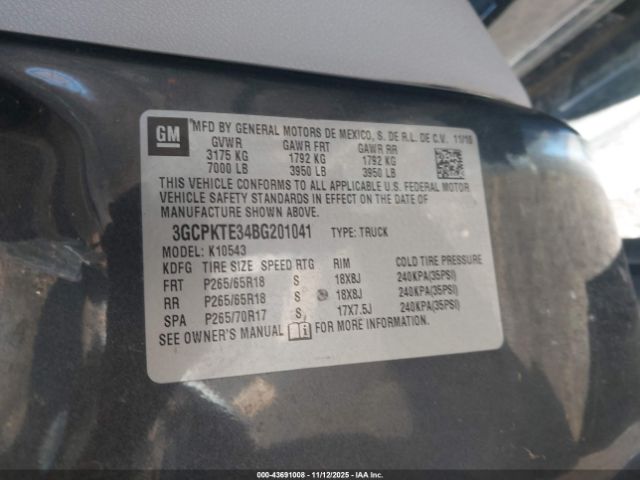 GM
MFD BY GENERAL MOTORS DE MEXICO, S. DE R.L. DE C.V. 11/10
GVWR GAWR FRT GAWR RR
3175 KG 1792 KG 1792 KG
7000 LB 3950 LB 3950 LB
THIS VEHICLE CONFORMS TO ALL APPLICABLE U.S. FEDERAL MOTOR
VEHICLE SAFETY STANDARDS IN EFFECT ON THE DATE OF
MANUFACTURE SHOWN ABOVE.
3GCPKTE34BG201041 TYPE: TRUCK
MODEL: K10543
KDFG TIRE SIZE SPEED RTG RIM COLD TIRE PRESSURE
FRT P265/65R18 S 18X8J 240KPA(35PSI)
RR P265/65R18 S 18X8J 240KPA(35PSI)
SPA P265/70R17 S 17X7.5J 240KPA(35PSI)
SEE OWNER'S MANUAL FOR MORE INFORMATION.
00-43691008 - 11/12/2025 - COPART